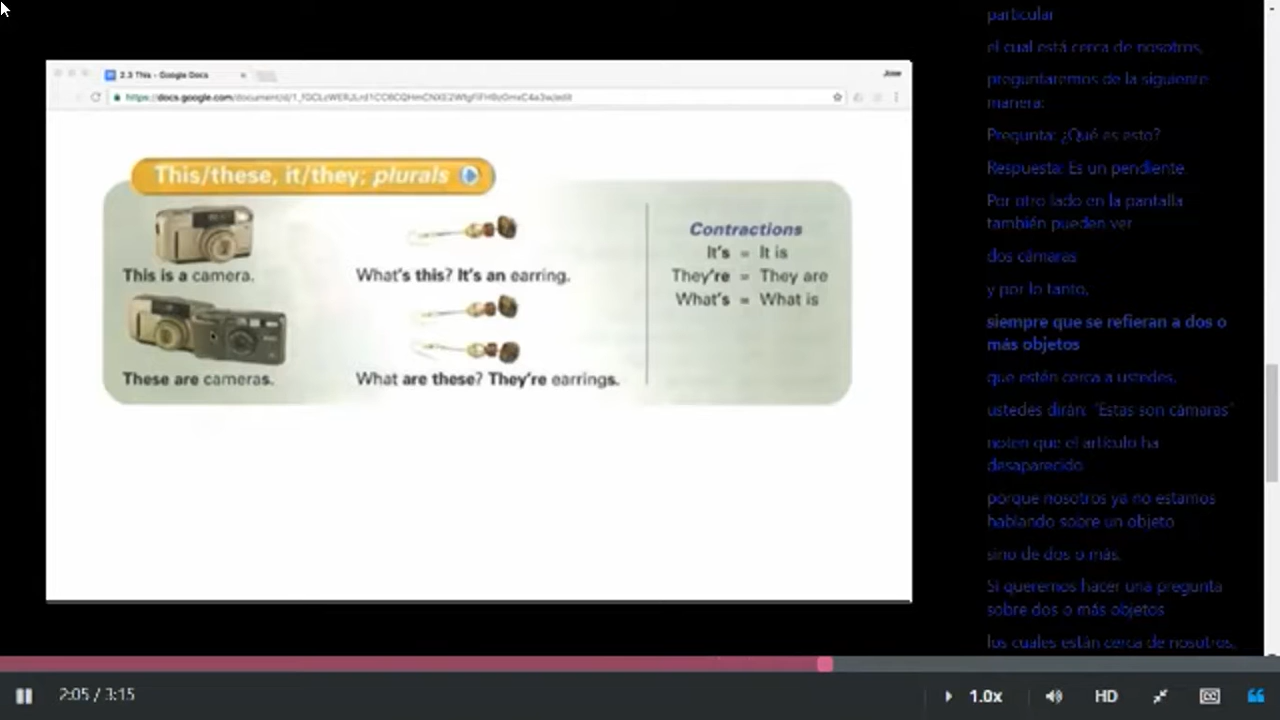 particular
el cual está cerca de nosotros,
preguntaremos de la siguiente
manera:
Pregunta: ¿Qué es esto?
Respuesta: Es un pendiente.
Por otro lado en la pantalla
también pueden ver
dos cámaras
y por lo tanto,
siempre que se refieran a dos o
más objetos
que estén cerca a ustedes,
ustedes dirán: "Estas son cámaras"
noten que el artículo ha
desaparecido
porque nosotros ya no estamos
hablando sobre un objeto
sino de dos o más.
Si queremos hacer una pregunta
sobre dos o más objetos
los cuales están cerca de nosotros,
2.3 This - Google Docs
Jose
This/these, it/they; plurals
This is a camera.
What's this? It's an earring.
These are cameras.
What are these? They're earrings.
Contractions
It's = It is
They're = They are
What's = What is
2:05 / 3:15
1.0x
HD